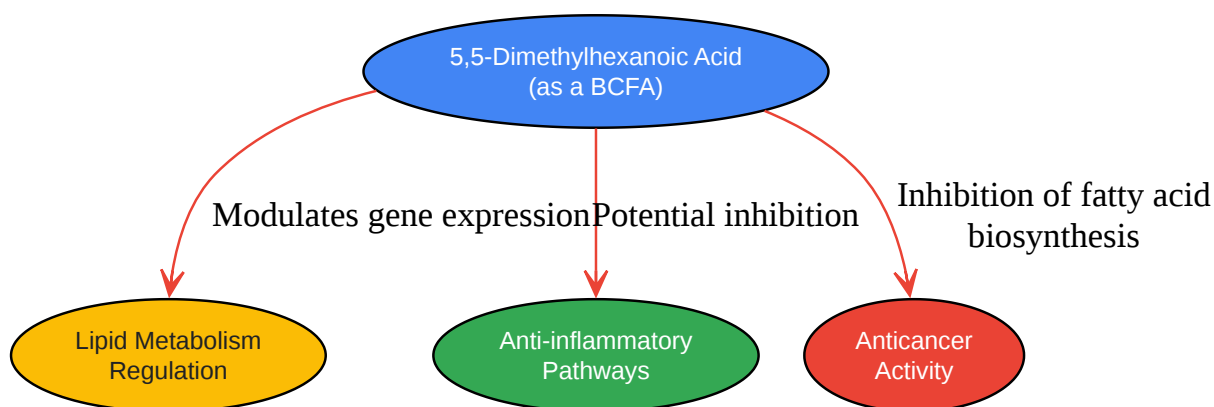 5,5-Dimethylhexanoic Acid
(as a BCFA)
Modulates gene expression
Potential inhibition
Inhibition of fatty acid
biosynthesis
Lipid Metabolism
Regulation
Anti-inflammatory
Pathways
Anticancer
Activity